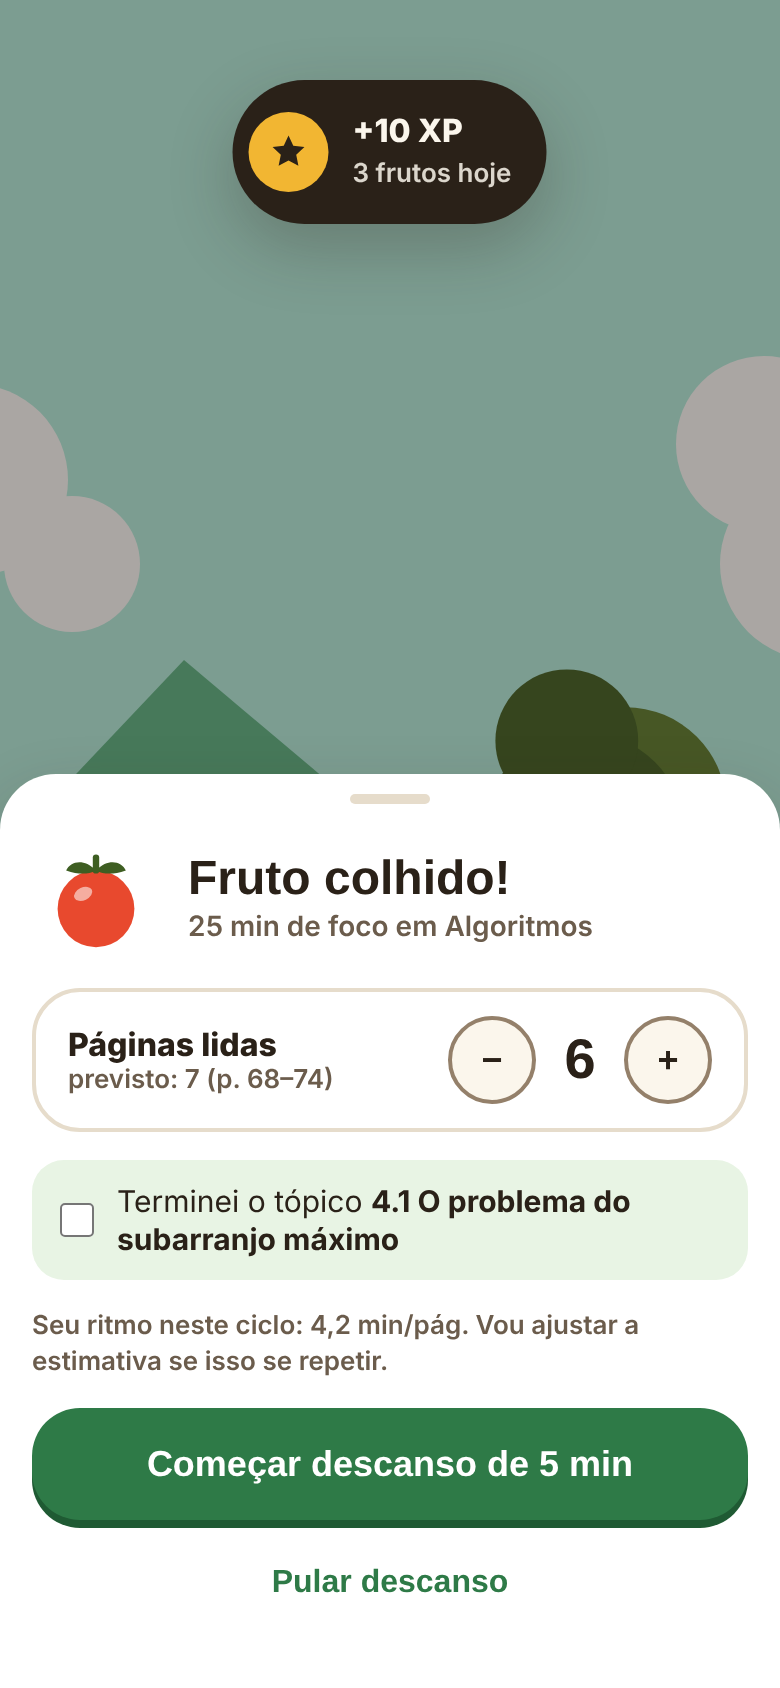 +10 XP
3 frutos hoje
Fruto colhido!
25 min de foco em Algoritmos
Páginas lidas
previsto: 7 (p. 68–74)
− 6 +
Terminei o tópico 4.1 O problema do
subarranjo máximo
Seu ritmo neste ciclo: 4,2 min/pág. Vou ajustar a
estimativa se isso se repetir.
Começar descanso de 5 min
Pular descanso